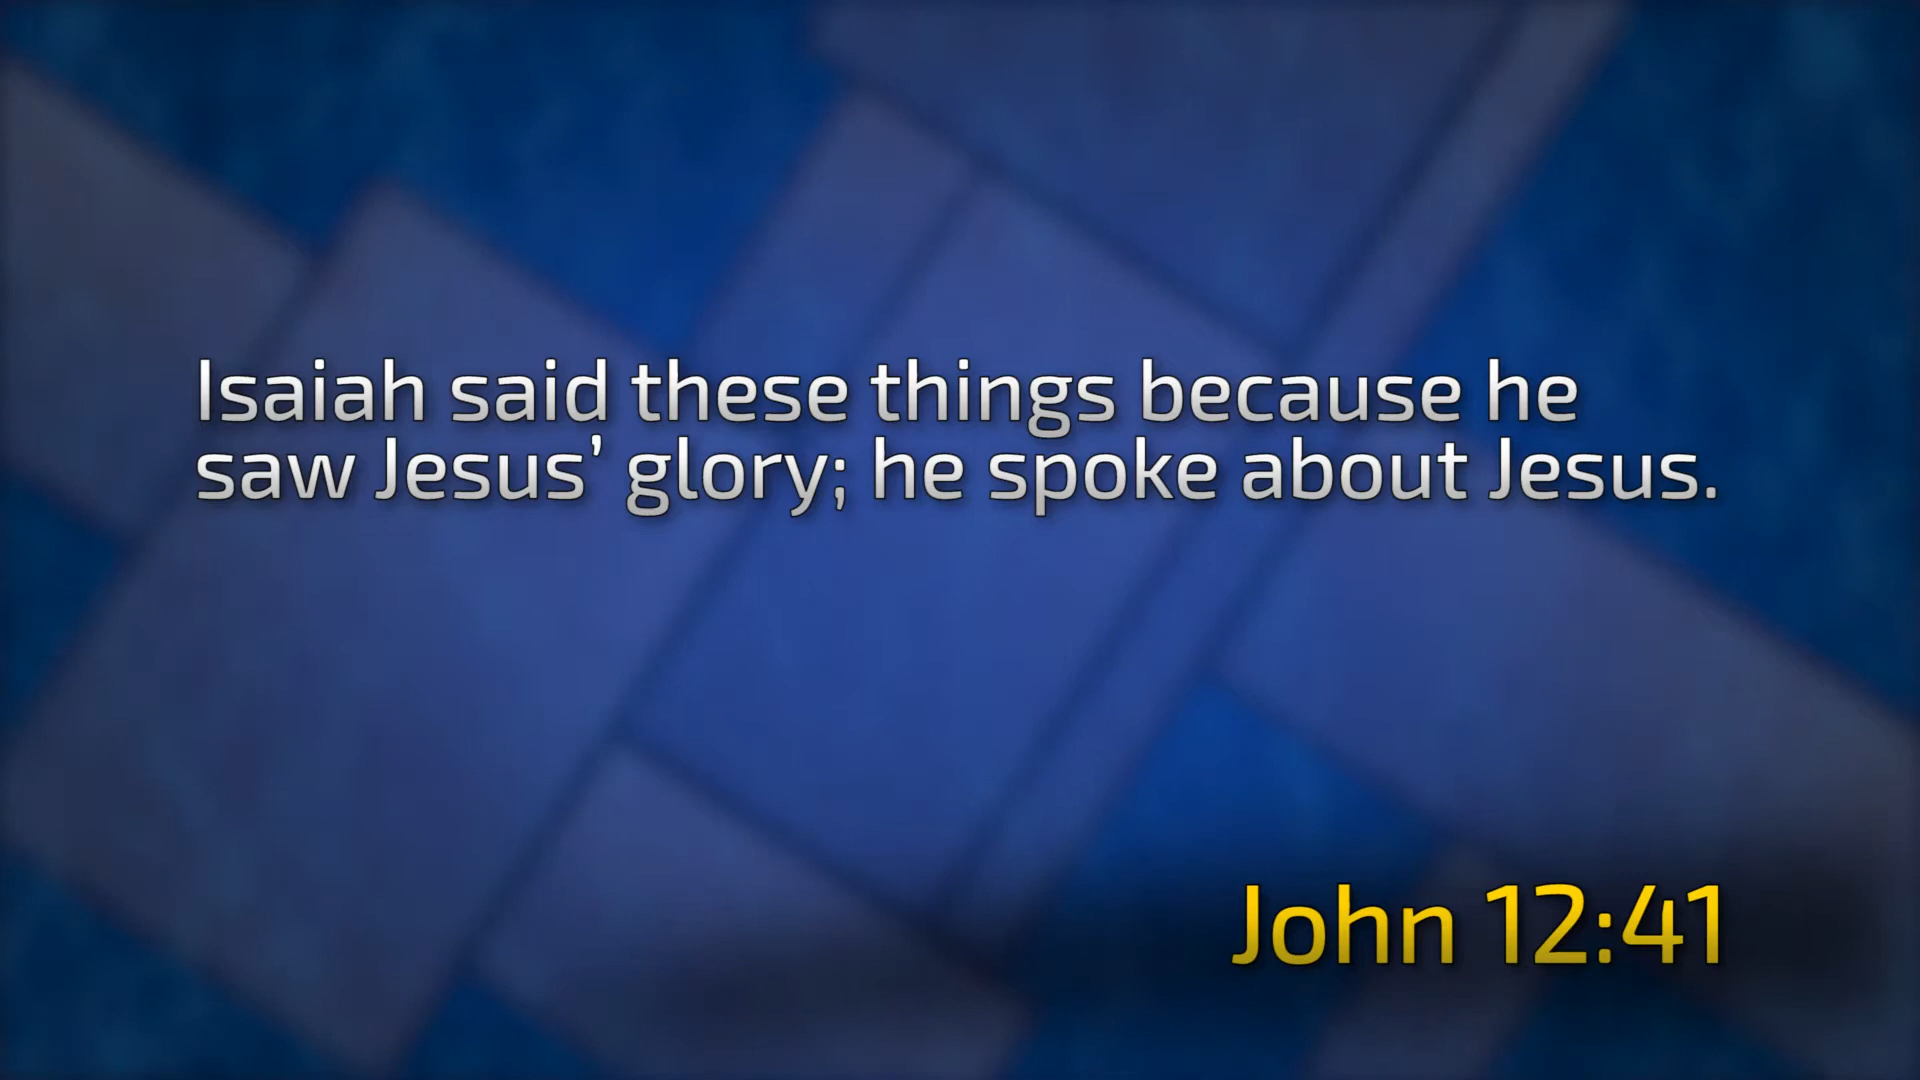 Isaiah said these things because he
saw Jesus’ glory; he spoke about Jesus.
John 12:41